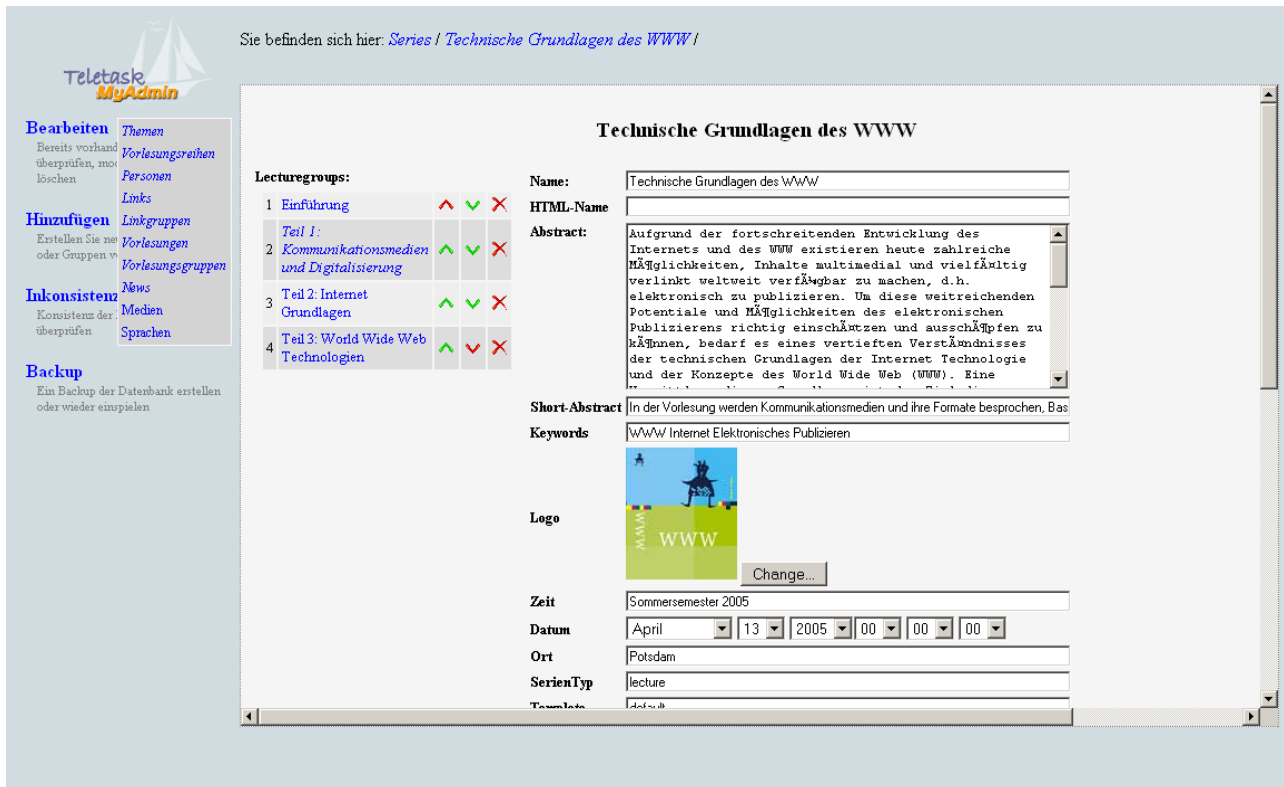 Sie befinden sich hier: Series / Technische Grundlagen des WWW /
Teletask
MyAdmin
Bearbeiten
Bereits vorhand
überprüfen, mod
löschen
Hinzufügen
Erstellen Sie neu
oder Gruppen v
Inkonsistenz
Konsistenz der
überprüfen
Backup
Ein Backup der Datenbank erstellen
oder wieder einspielen
Themen
Vorlesungsreihen
Personen
Links
Linkgruppen
Vorlesungen
Vorlesungsgruppen
News
Medien
Sprachen
Technische Grundlagen des WWW
Lecturegroups:
1 Einführung
2 Teil 1:
Kommunikationsmedien
und Digitalisierung
3 Teil 2: Internet
Grundlagen
4 Teil 3: World Wide Web
Technologien
Name: Technische Grundlagen des WWW
HTML-Name
Abstract: Aufgrund der fortschreitenden Entwicklung des
Internets und des WWW existieren heute zahlreiche
MÃ¶glichkeiten, Inhalte multimedial und vielfÃ¤ltig
verlinkt weltweit verfÃ¼gbar zu machen, d.h.
elektronisch zu publizieren. Um diese weitreichenden
Potentiale und MÃ¶glichkeiten des elektronischen
Publizierens richtig einschÃ¤tzen und ausschÃ¶pfen zu
kÃ¶nnen, bedarf es eines vertieften VerstÃ¤ndnisses
der technischen Grundlagen der Internet Technologie
und der Konzepte des World Wide Web (WWW). Eine
Short-Abstract In der Vorlesung werden Kommunikationsmedien und ihre Formate besprochen, Bas
Keywords WWW Internet Elektronisches Publizieren
Logo
WWW
WWW
Change...
Zeit Sommersemester 2005
Datum April 13 2005 00 00 00
Ort Potsdam
SerienTyp lecture
Template default